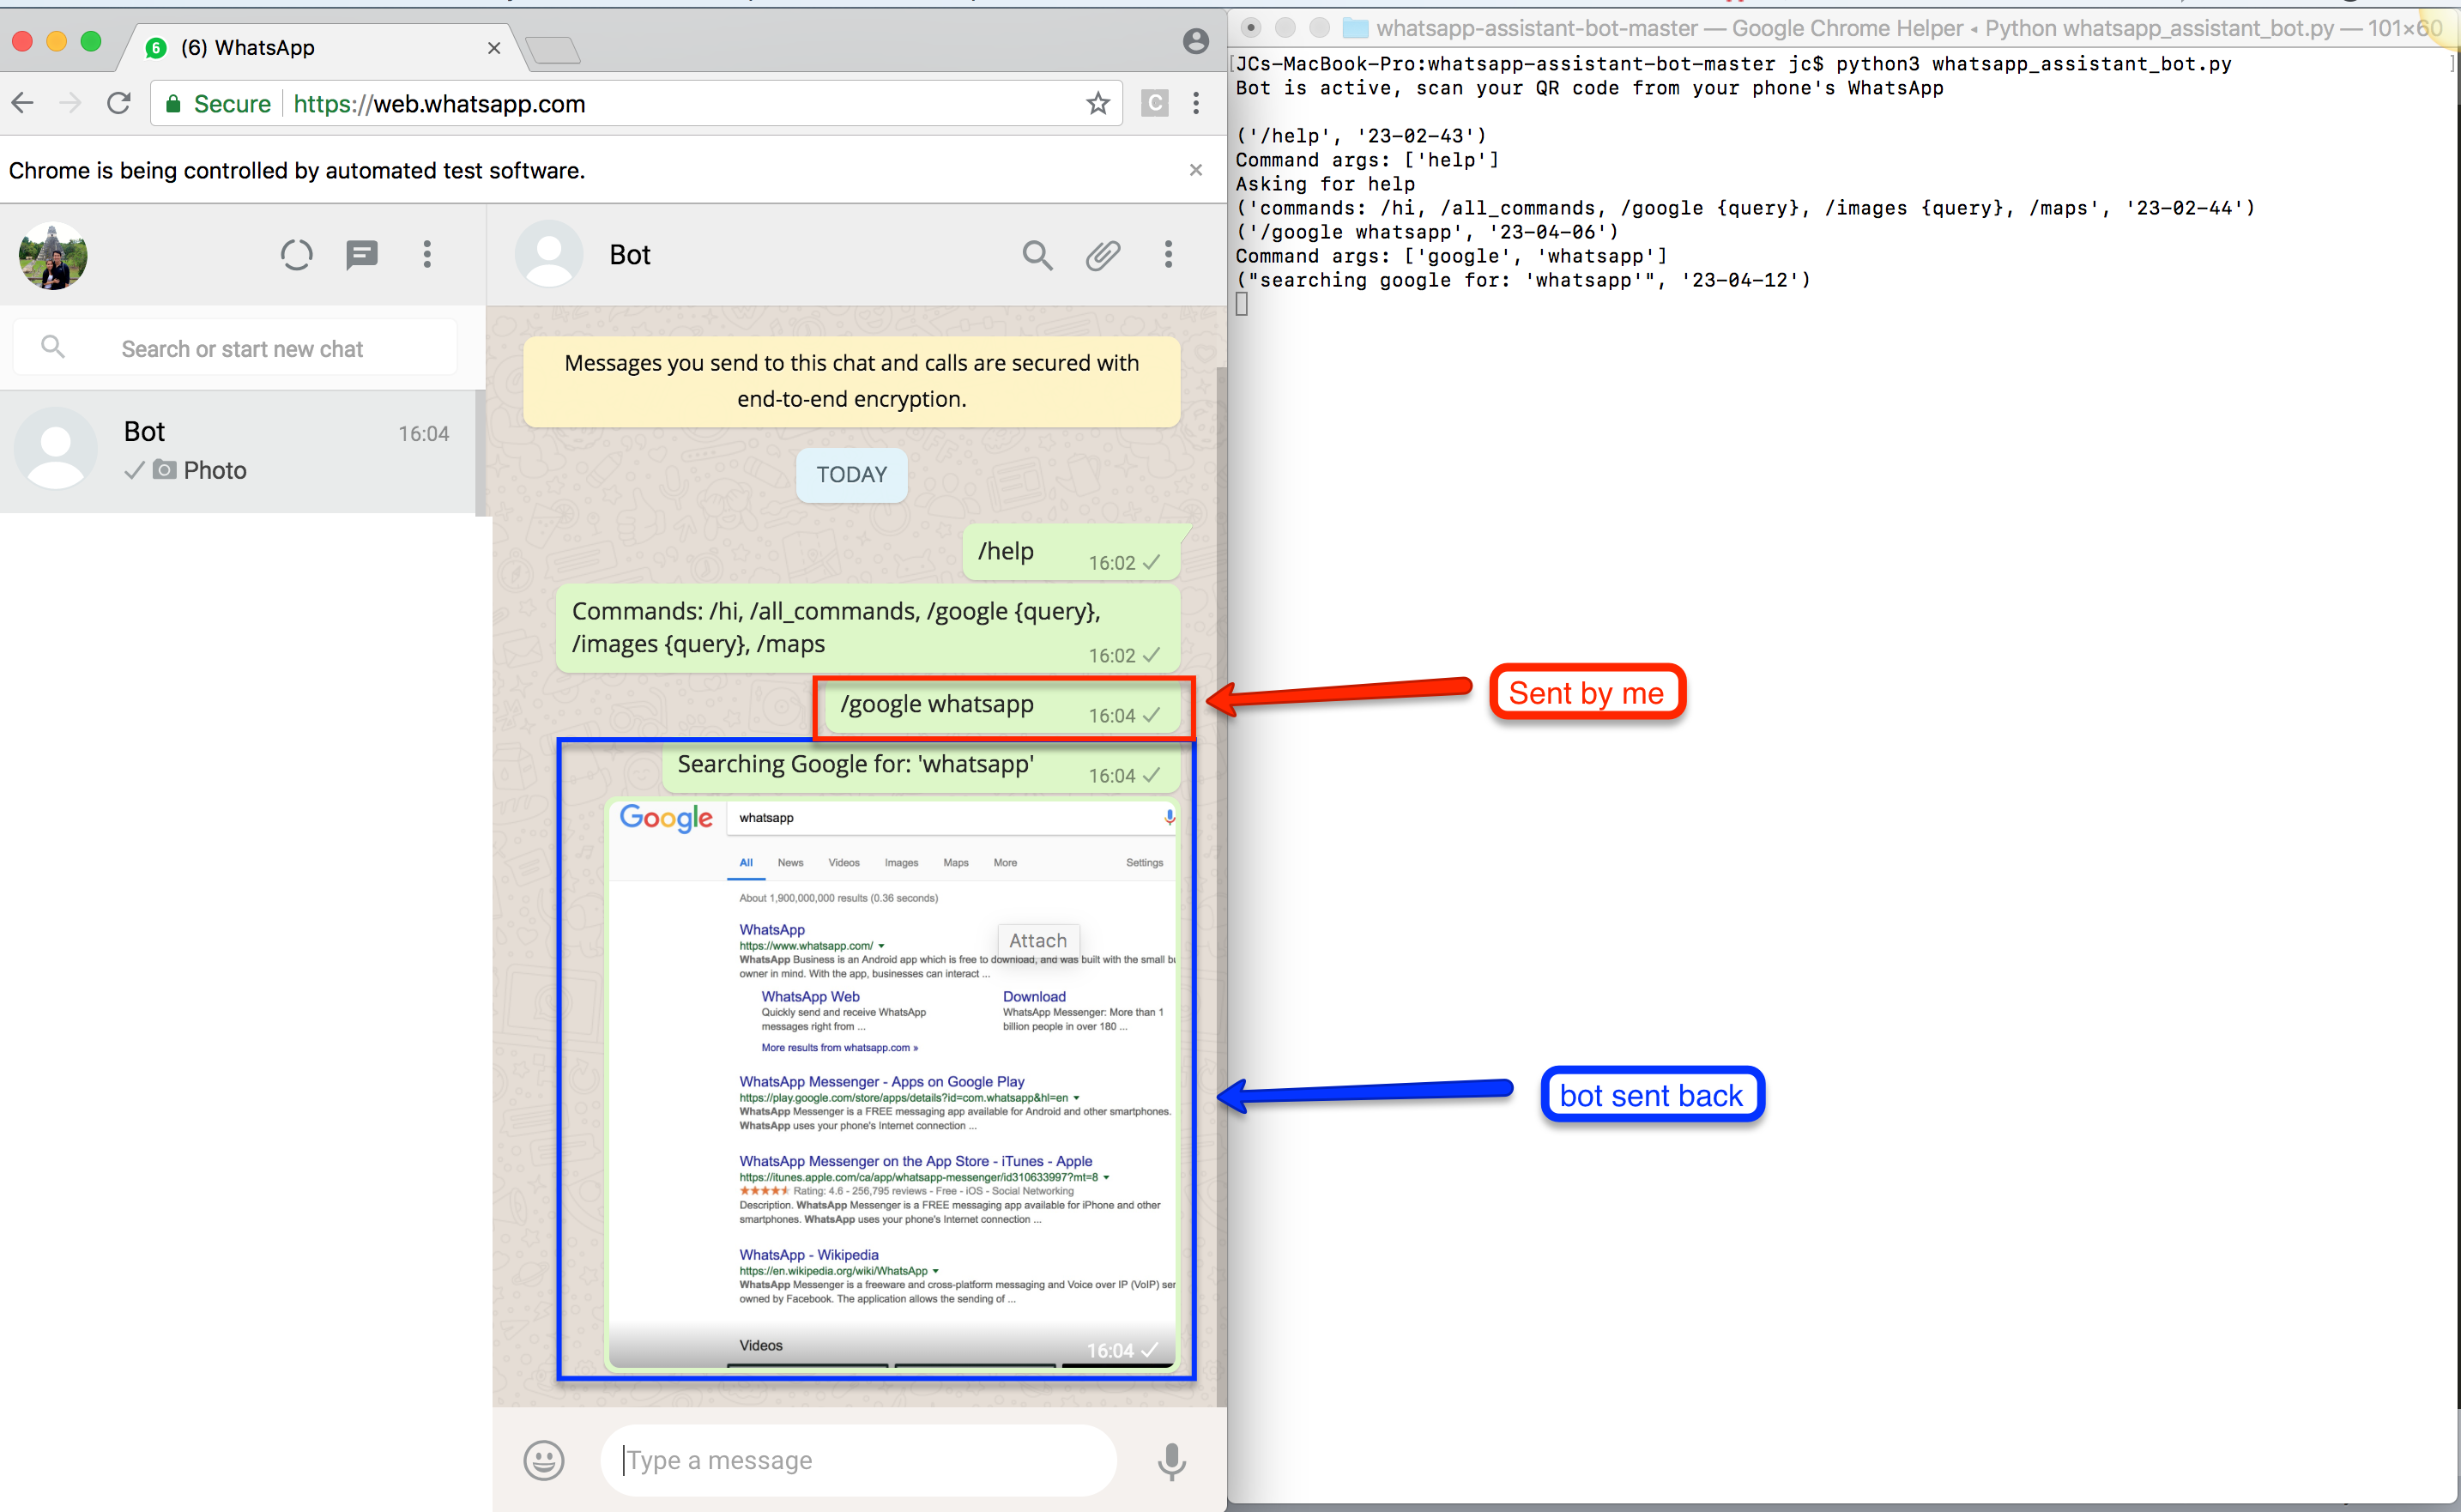 (6) WhatsApp
Secure https://web.whatsapp.com
C
Chrome is being controlled by automated test software.
Search or start new chat
Bot
16:04
Photo
Bot
Messages you send to this chat and calls are secured with
end-to-end encryption.
TODAY
/help
16:02
Commands: /hi, /all_commands, /google {query},
/images {query}, /maps
16:02
/google whatsapp
16:04
Searching Google for: 'whatsapp'
16:04
Google whatsapp
All News Videos Images Maps More Settings
About 1,900,000,000 results (0.36 seconds)
WhatsApp
https://www.whatsapp.com/
Attach
WhatsApp Business is an Android app which is free to download, and was built with the small
owner in mind. With the app, businesses can interact ...
WhatsApp Web
Quickly send and receive WhatsApp
messages right from ...
Download
WhatsApp Messenger: More than 1
billion people in over 180 ...
More results from whatsapp.com »
WhatsApp Messenger - Apps on Google Play
https://play.google.com/store/apps/details?id=com.whatsapp&hl=en
WhatsApp Messenger is a FREE messaging app available for Android and other smartphones.
WhatsApp uses your phone's Internet connection ...
WhatsApp Messenger on the App Store - iTunes - Apple
https://itunes.apple.com/ca/app/whatsapp-messenger/id310633997?mt=8
Rating: 4.6 - 256,795 reviews - Free - iOS - Social Networking
Description. WhatsApp Messenger is a FREE messaging app available for iPhone and other
smartphones. WhatsApp uses your phone's Internet connection ...
WhatsApp - Wikipedia
https://en.wikipedia.org/wiki/WhatsApp
WhatsApp Messenger is a freeware and cross-platform messaging and Voice over IP (VoIP)
owned by Facebook. The application allows the sending of ...
Videos
16:04
Type a message
whatsapp-assistant-bot-master — Google Chrome Helper ◂ Python whatsapp_assistant_bot.py — 101×60
[JCs-MacBook-Pro:whatsapp-assistant-bot-master jc$ python3 whatsapp_assistant_bot.py ]
Bot is active, scan your QR code from your phone's WhatsApp
('/help', '23-02-43')
Command args: ['help']
Asking for help
('commands: /hi, /all_commands, /google {query}, /images {query}, /maps', '23-02-44')
('/google whatsapp', '23-04-06')
Command args: ['google', 'whatsapp']
("searching google for: 'whatsapp'", '23-04-12')
Sent by me
bot sent back